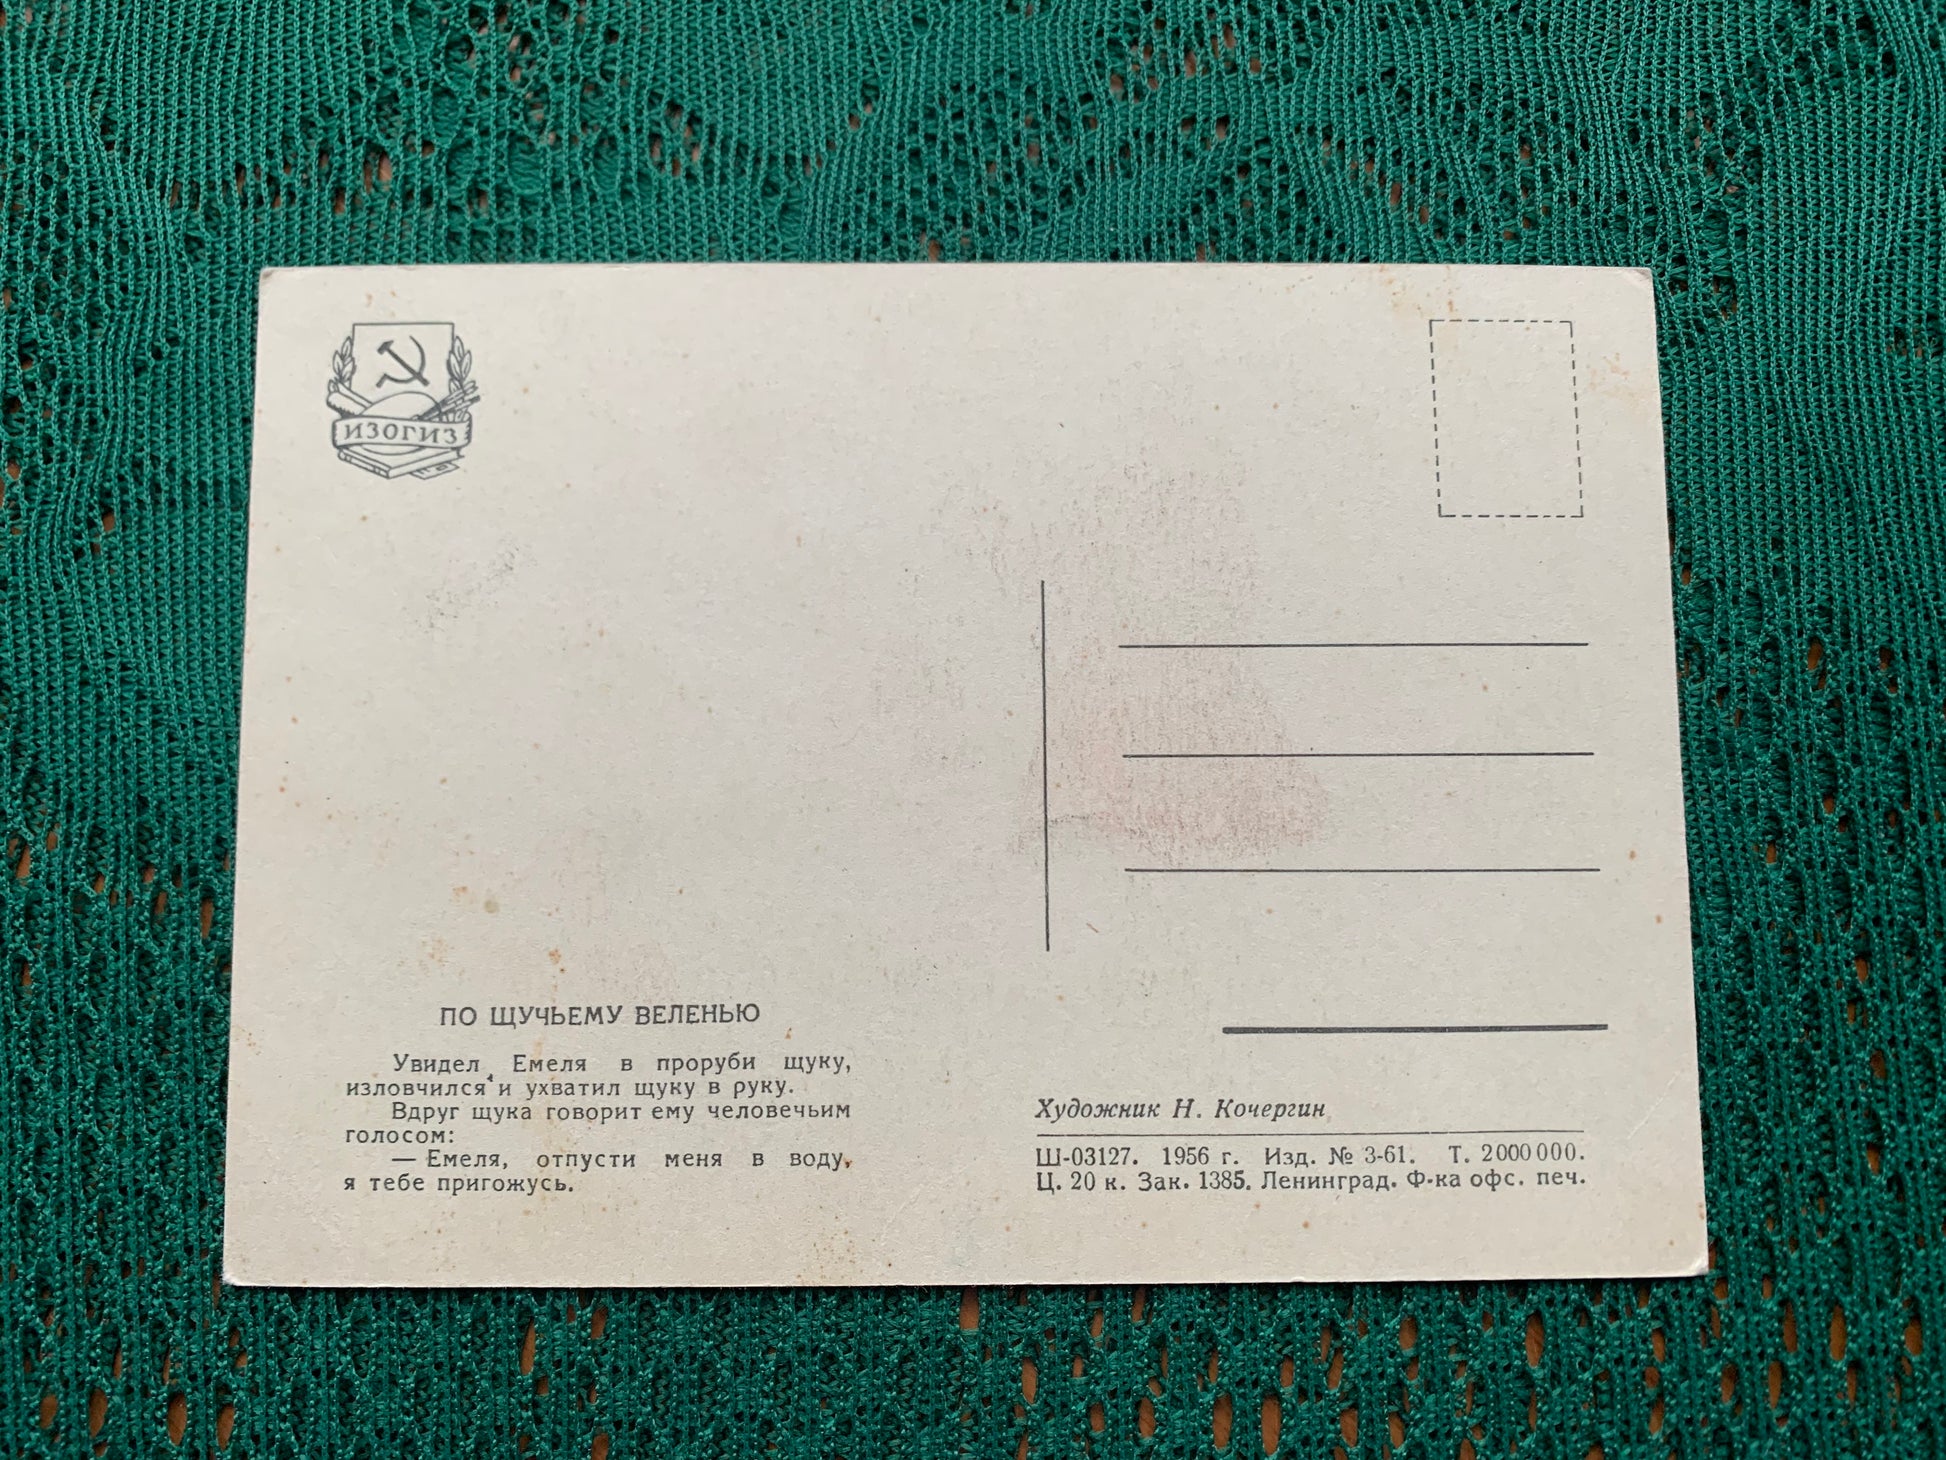 ИЗОГИЗ
ПО ЩУЧЬЕМУ ВЕЛЕНЬЮ
Увидел Емеля в проруби щуку,
изловчился и ухватил щуку в руку.
Вдруг щука говорит ему человечьим
голосом:
— Емеля, отпусти меня в воду,
я тебе пригожусь.
Художник Н. Кочергин
Ш-03127. 1956 г. Изд. № 3-61. Т. 2000000.
Ц. 20 к. Зак. 1385. Ленинград. Ф-ка офс. печ.